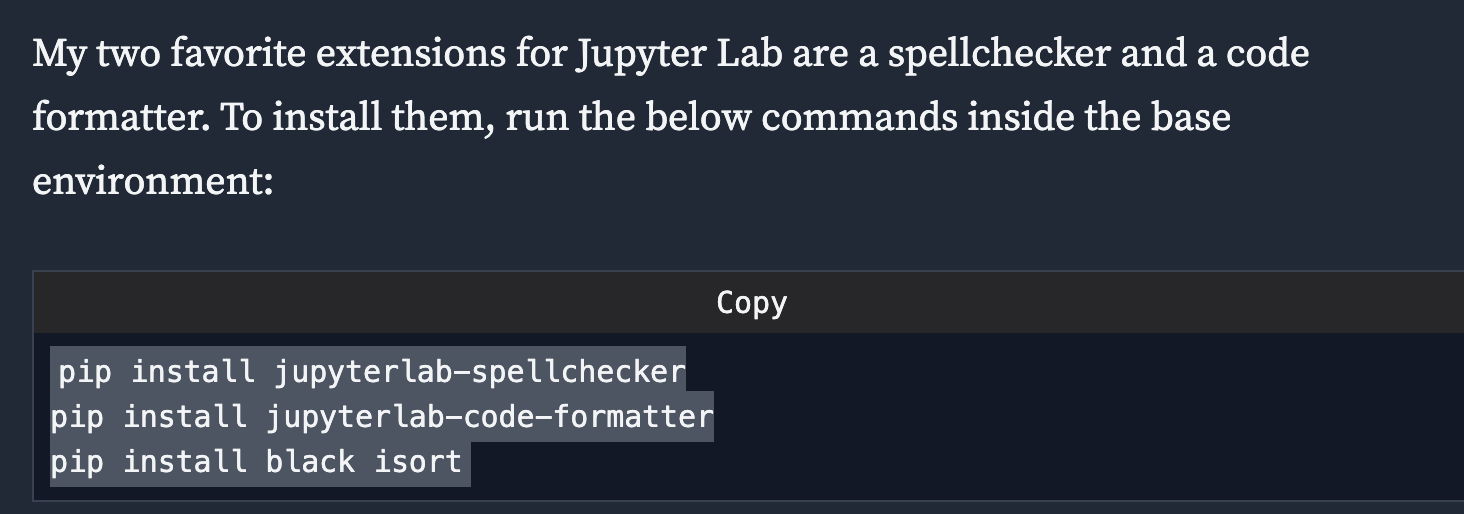 My two favorite extensions for Jupyter Lab are a spellchecker and a code
formatter. To install them, run the below commands inside the base
environment:
Copy
pip install jupyterlab-spellchecker
pip install jupyterlab-code-formatter
pip install black isort